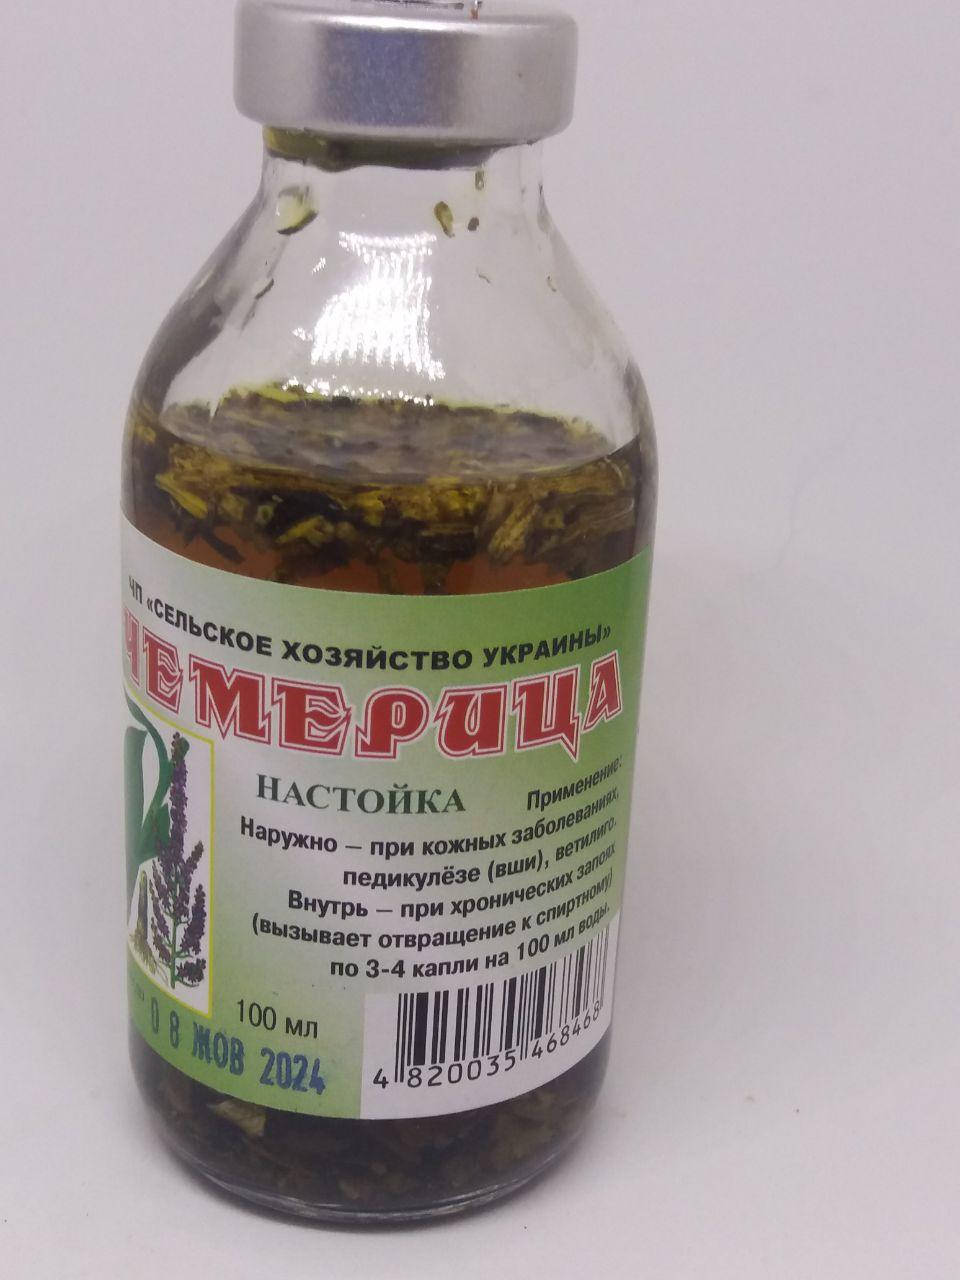 ЧП «СЕЛЬСКОЕ ХОЗЯЙСТВО УКРАИНЫ»
ЧЕМЕРИЦА
НАСТОЙКА
Применение:
Наружно – при кожных заболеваниях,
педикулёзе (вши), ветилиго.
Внутрь – при хронических запоях
(вызывает отвращение к спиртному)
по 3-4 капли на 100 мл воды.
100 мл
0 8 ЖОВ 2024
4 820035 468468